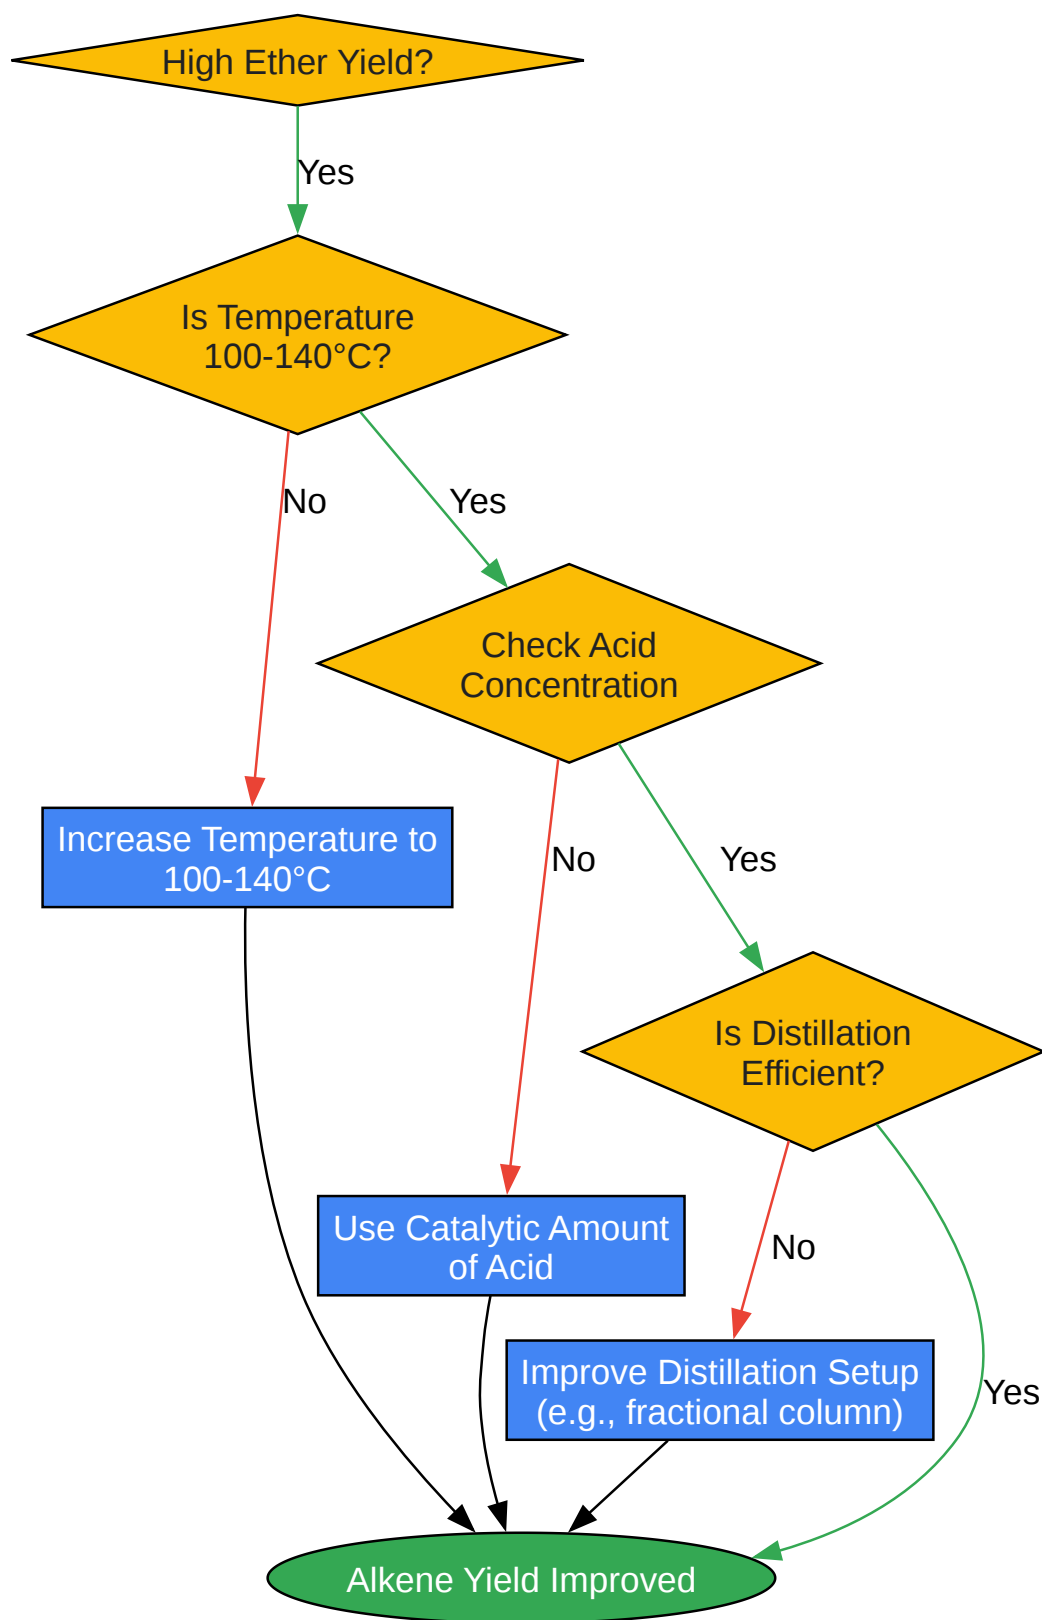 High Ether Yield?
Yes
Is Temperature
100-140°C?
No
Yes
Check Acid
Concentration
Increase Temperature to
100-140°C
No
Yes
Is Distillation
Efficient?
Use Catalytic Amount
of Acid
No
Improve Distillation Setup
(e.g., fractional column)
Yes
Alkene Yield Improved